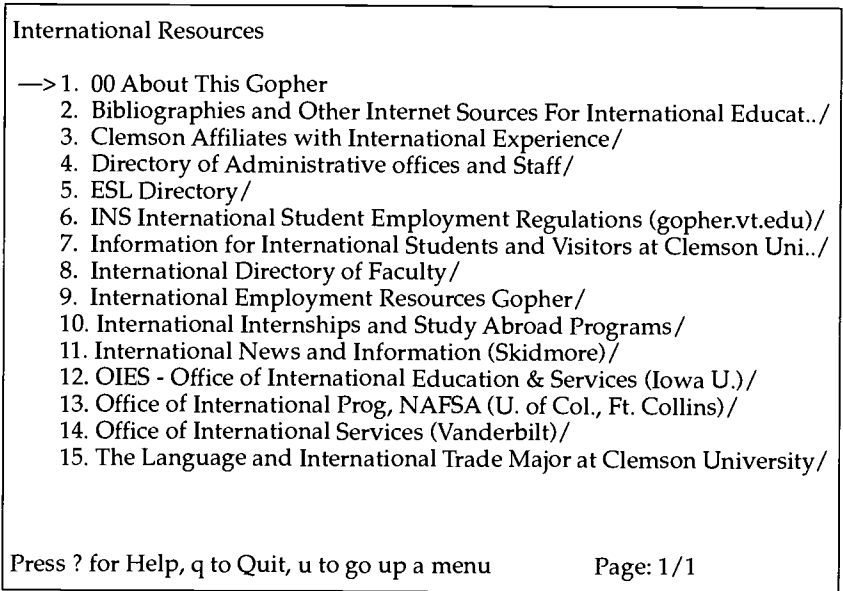 International Resources
—> 1. 00 About This Gopher
2. Bibliographies and Other Internet Sources For International Educat../
3. Clemson Affiliates with International Experience/
4. Directory of Administrative offices and Staff/
5. ESL Directory/
6. INS International Student Employment Regulations (gopher.vt.edu)/
7. Information for International Students and Visitors at Clemson Uni../
8. International Directory of Faculty/
9. International Employment Resources Gopher/
10. International Internships and Study Abroad Programs/
11. International News and Information (Skidmore)/
12. OIES - Office of International Education & Services (Iowa U.)/
13. Office of International Prog, NAFSA (U. of Col., Ft. Collins)/
14. Office of International Services (Vanderbilt)/
15. The Language and International Trade Major at Clemson University/
Press ? for Help, q to Quit, u to go up a menu Page: 1/1